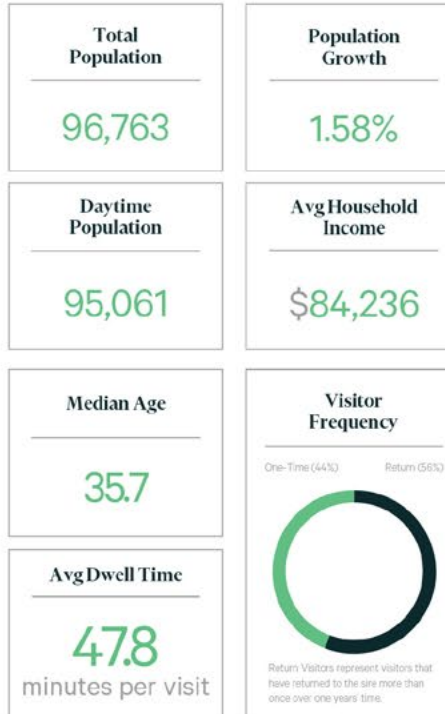 Total
Population
96,763
Population
Growth
1.58%
Daytime
Population
95,061
Avg Household
Income
$84,236
Median Age
35.7
Avg Dwell Time
47.8
minutes per visit
Visitor
Frequency
One-Time (44%)
Return (56%)
Return Visitors represent visitors that
have returned to the sire more than
once over one years time.